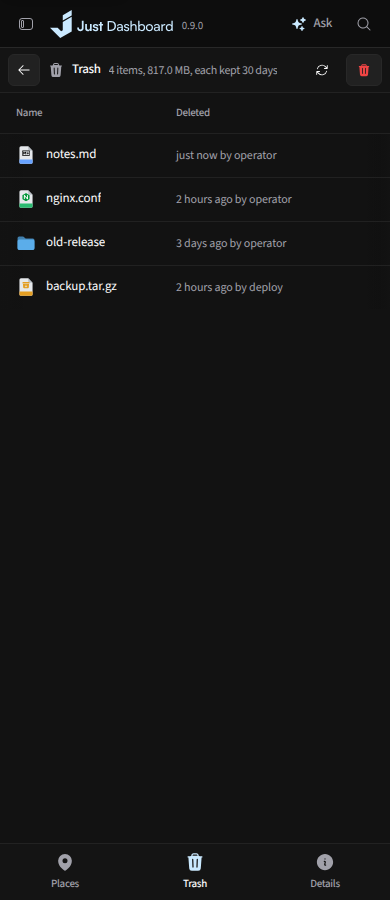 Just Dashboard 0.9.0 Ask
Trash 4 items, 817.0 MB, each kept 30 days
Name Deleted
notes.md just now by operator
nginx.conf 2 hours ago by operator
old-release 3 days ago by operator
backup.tar.gz 2 hours ago by deploy
Places Trash Details